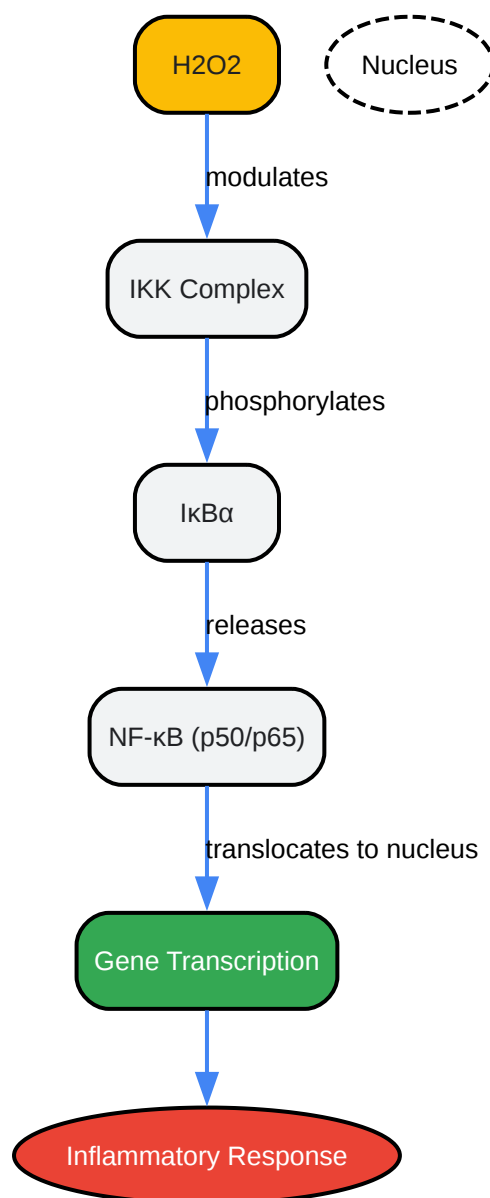 H2O2
Nucleus
modulates
IKK Complex
phosphorylates
IκBα
releases
NF-κB (p50/p65)
translocates to nucleus
Gene Transcription
Inflammatory Response